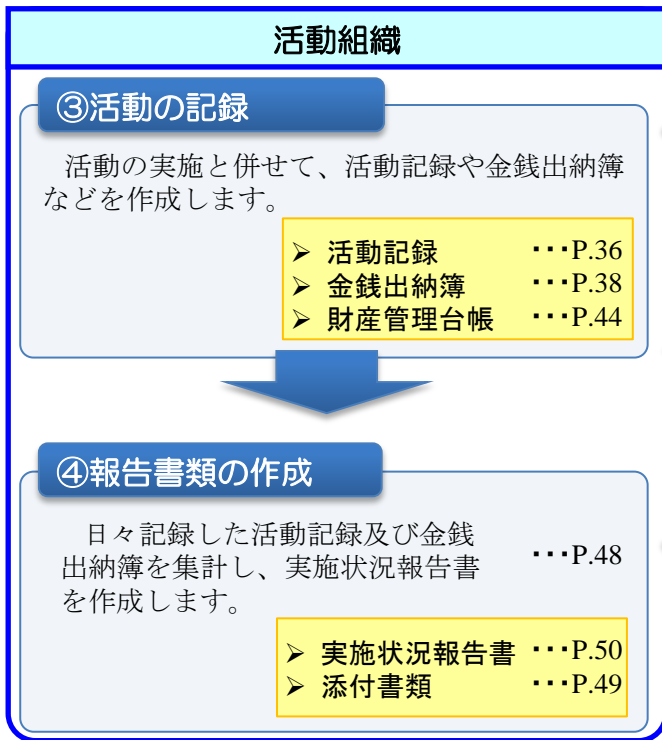 活動組織
③活動の記録
活動の実施と併せて、活動記録や金銭出納簿
などを作成します。
➢ 活動記録 ・・・P.36
➢ 金銭出納簿 ・・・P.38
➢ 財産管理台帳 ・・・P.44
④報告書類の作成
日々記録した活動記録及び金銭
出納簿を集計し、実施状況報告書 ・・・P.48
を作成します。
➢ 実施状況報告書 ・・・P.50
➢ 添付書類 ・・・P.49